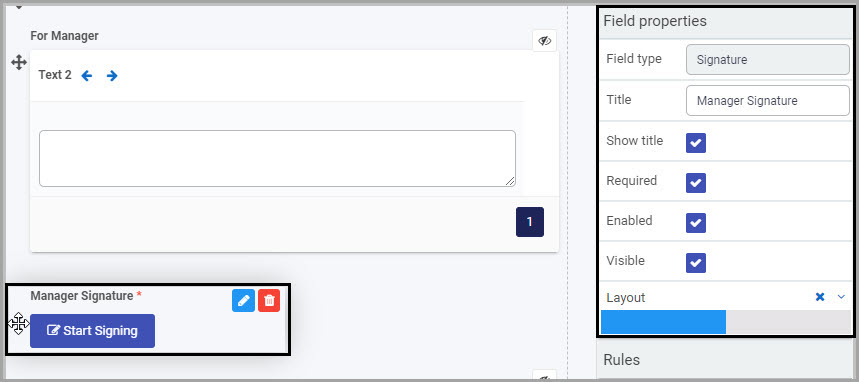 For Manager
Text 2
1
Manager Signature *
Start Signing
Field properties
Field type Signature
Title Manager Signature
Show title
Required
Enabled
Visible
Layout
Rules